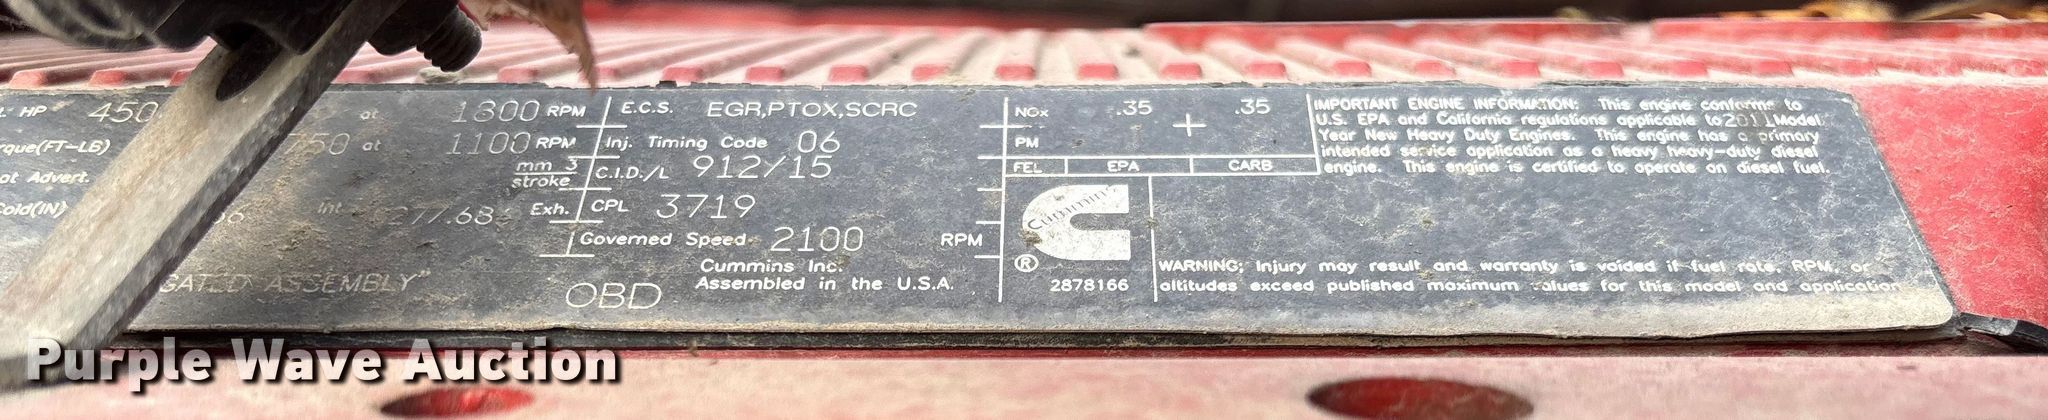 HP 450 at 1800 RPM
rque(FT-LB) 750 at 1100 RPM
ot Advert. mm 3
stroke
Cold(IN) Int 277.68 Exh.
GATED ASSEMBLY"
OBD
E.C.S. EGR,PTOX,SCRC
Inj. Timing Code 06
C.I.D./L 912/15
CPL 3719
Governed Speed 2100 RPM
Cummins Inc.
Assembled in the U.S.A.
NOx .35 .35
PM
FEL EPA CARB
Cummins
®
2878166
IMPORTANT ENGINE INFORMATION: This engine conforms to
U.S. EPA and California regulations applicable to 2011 Model
Year New Heavy Duty Engines. This engine has a primary
intended service application as a heavy heavy-duty diesel
engine. This engine is certified to operate on diesel fuel.
WARNING: Injury may result and warranty is voided if fuel rate, RPM, or
altitudes exceed published maximum values for this model and application
Purple Wave Auction